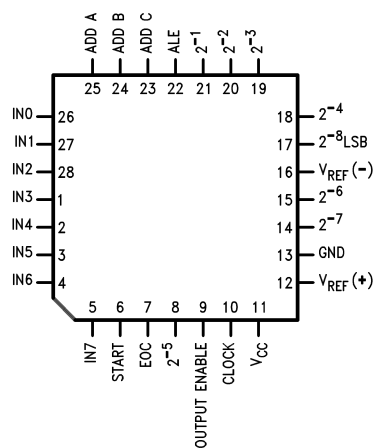 ADD A
ADD B
ADD C
ALE
2⁻¹
2⁻²
2⁻³
25 24 23 22 21 20 19
IN0 26
IN1 27
IN2 28
IN3 1
IN4 2
IN5 3
IN6 4
18 2⁻⁴
17 2⁻⁸LSB
16 VREF(−)
15 2⁻⁶
14 2⁻⁷
13 GND
12 VREF(+)
5 6 7 8 9 10 11
IN7
START
EOC
2⁻⁵
OUTPUT ENABLE
CLOCK
VCC